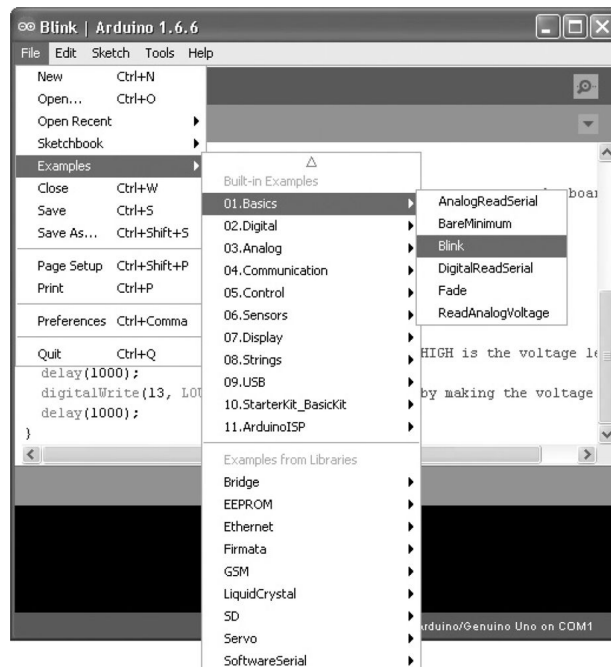 Blink | Arduino 1.6.6
File Edit Sketch Tools Help
New Ctrl+N
Open... Ctrl+O
Open Recent
Sketchbook
Examples
Close Ctrl+W
Save Ctrl+S
Save As... Ctrl+Shift+S
Page Setup Ctrl+Shift+P
Print Ctrl+P
Preferences Ctrl+Comma
Quit Ctrl+Q
Built-in Examples
01.Basics
02.Digital
03.Analog
04.Communication
05.Control
06.Sensors
07.Display
08.Strings
09.USB
10.StarterKit_BasicKit
11.ArduinoISP
Examples from Libraries
Bridge
EEPROM
Ethernet
Firmata
GSM
LiquidCrystal
SD
Servo
SoftwareSerial
AnalogReadSerial
BareMinimum
Blink
DigitalReadSerial
Fade
ReadAnalogVoltage
HIGH is the voltage le
delay(1000);
digitalWrite(13, by making the voltage
delay(1000);
}
Arduino/Genuino Uno on COM1